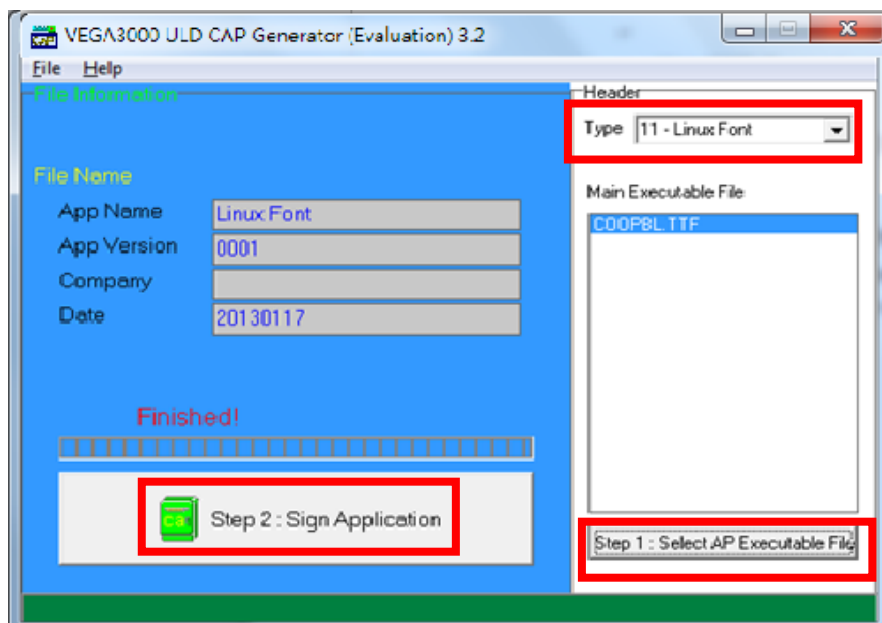 VEGA3000 ULD CAP Generator (Evaluation) 3.2
File Help
File Information
Header
Type 11 - Linux Font
File Name
App Name Linux Font
App Version 0001
Company
Date 20130117
Main Executable File
COOPBL.TTF
Finished!
Step 2 : Sign Application
Step 1 : Select AP Executable File